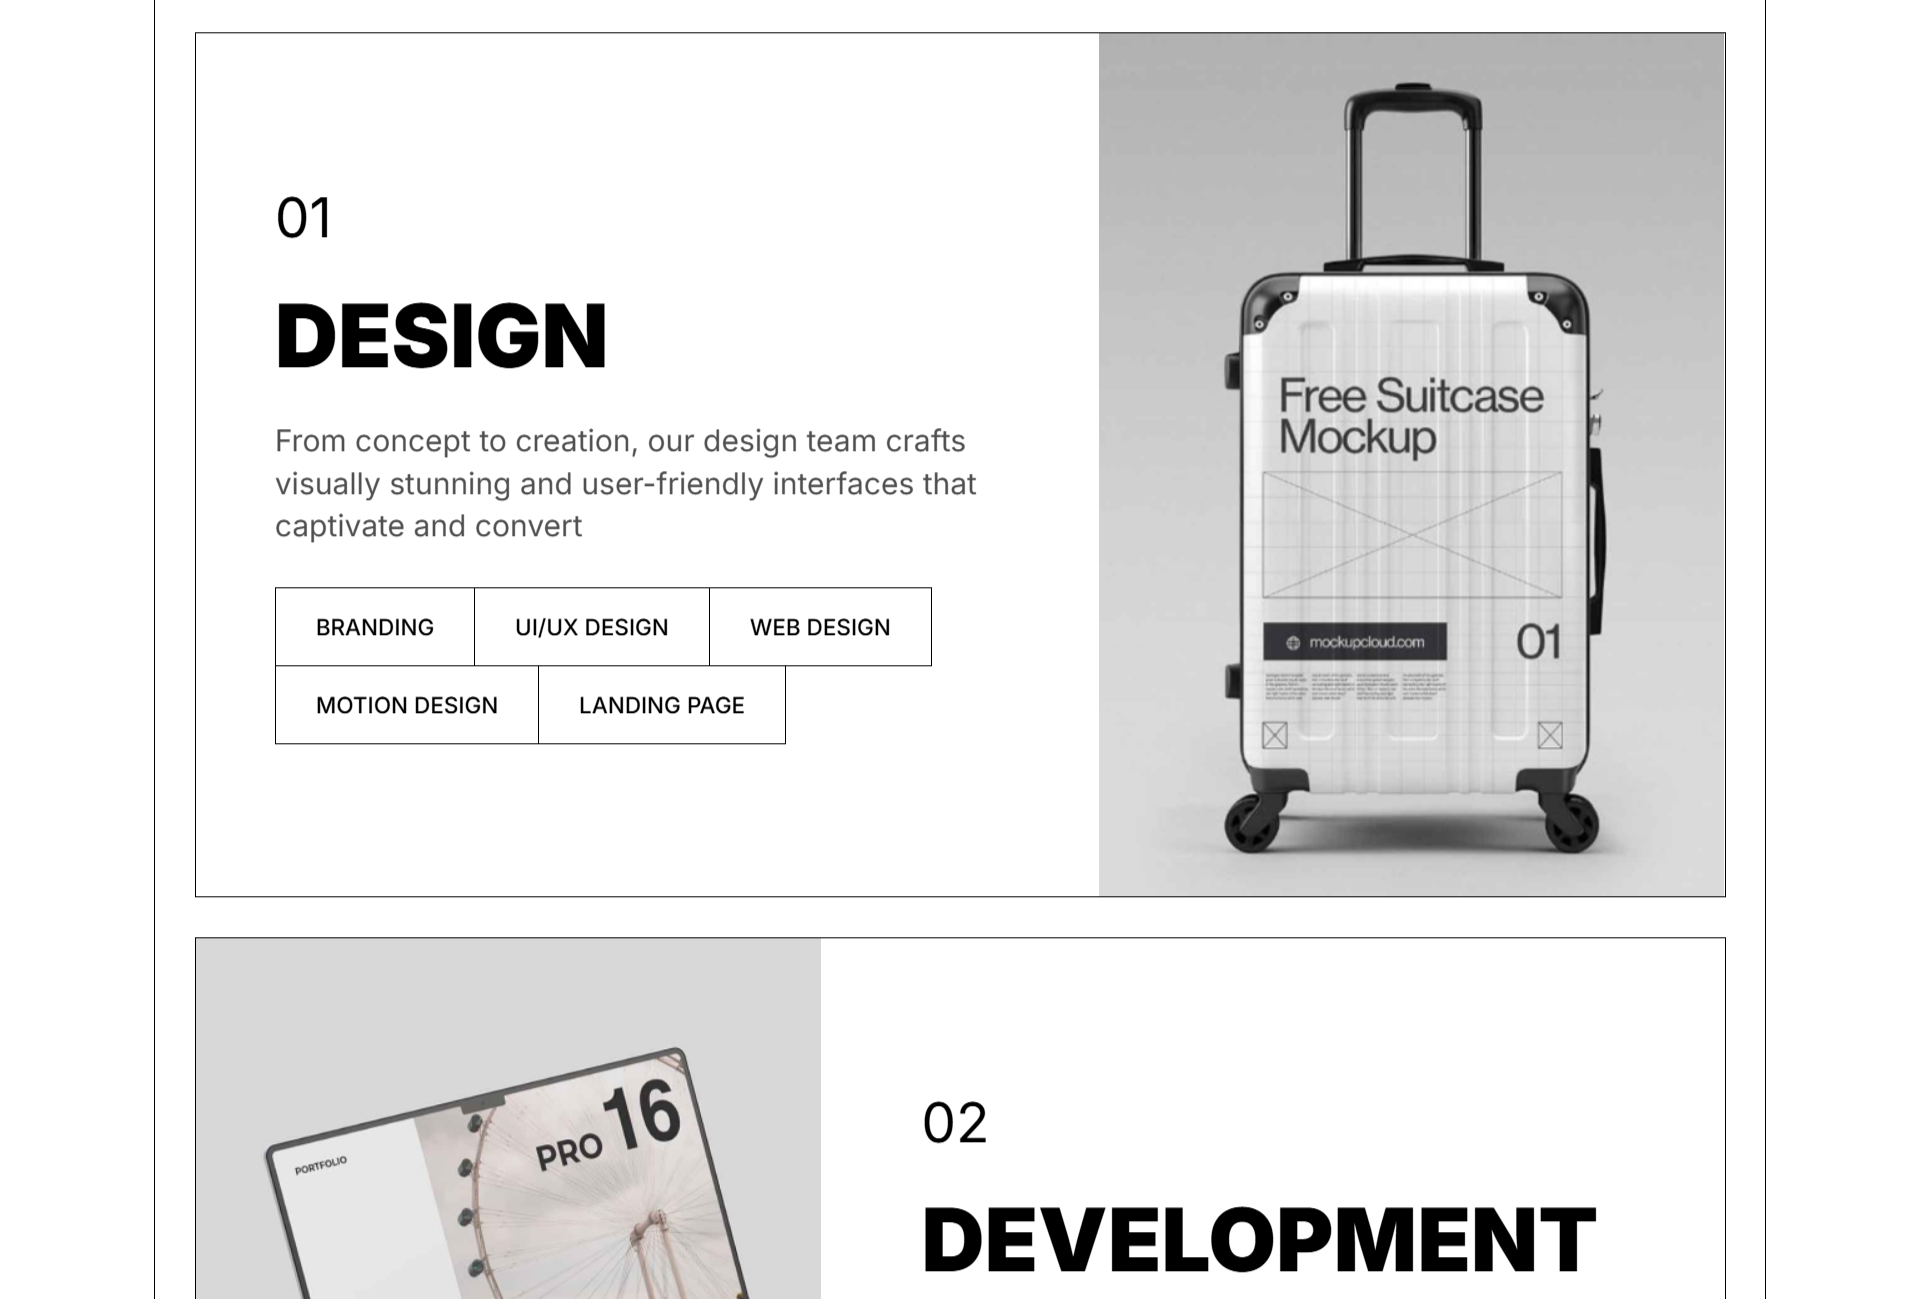 01
DESIGN
From concept to creation, our design team crafts
visually stunning and user-friendly interfaces that
captivate and convert
BRANDING
UI/UX DESIGN
WEB DESIGN
MOTION DESIGN
LANDING PAGE
Free Suitcase
Mockup
mockupcloud.com
01
PORTFOLIO
PRO 16
02
DEVELOPMENT